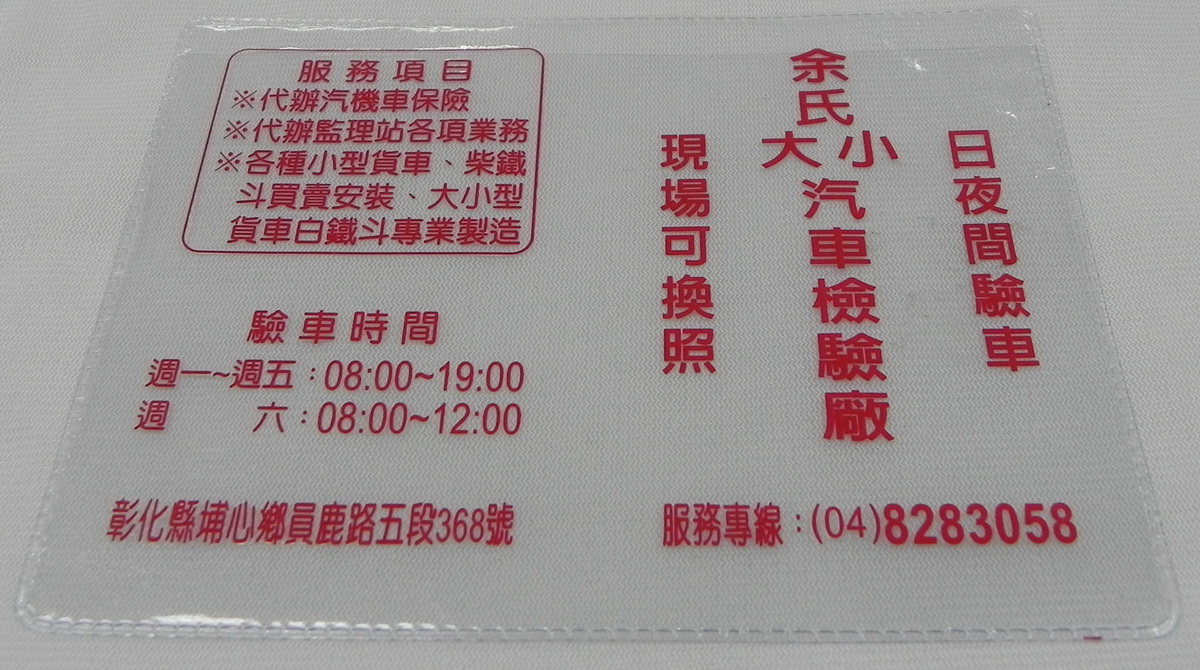 服務項目
※代辦汽機車保險
※代辦監理站各項業務
※各種小型貨車、柴鐵
斗買賣安裝、大小型
貨車白鐵斗專業製造
驗車時間
週一~週五：08:00~19:00
週　　六：08:00~12:00
彰化縣埔心鄉員鹿路五段368號
日夜間驗車
余氏大小汽車檢驗廠
現場可換照
服務專線：(04)8283058